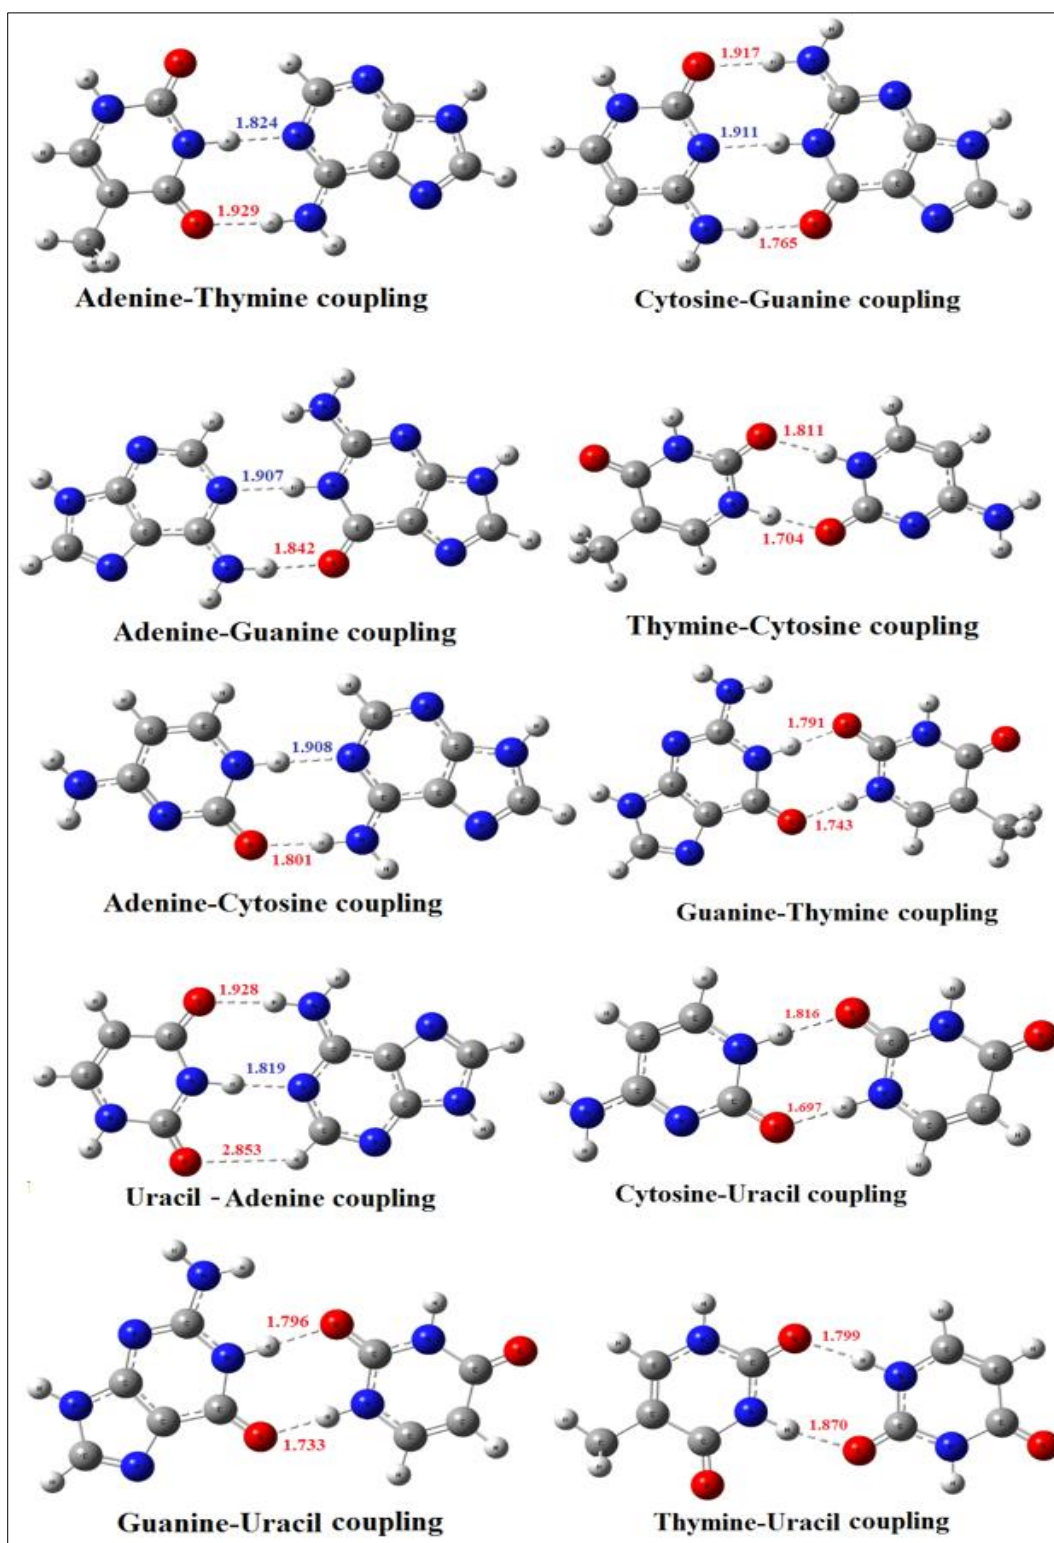 1.824
1.929
Adenine-Thymine coupling
1.917
1.911
1.765
Cytosine-Guanine coupling
1.907
1.842
Adenine-Guanine coupling
1.811
1.704
Thymine-Cytosine coupling
1.908
1.801
Adenine-Cytosine coupling
1.791
1.743
Guanine-Thymine coupling
1.928
1.819
2.853
Uracil - Adenine coupling
1.816
1.697
Cytosine-Uracil coupling
1.796
1.733
Guanine-Uracil coupling
1.799
1.870
Thymine-Uracil coupling